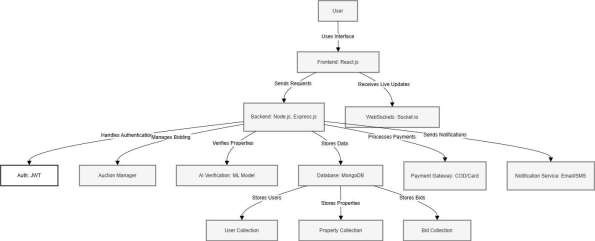 User
Uses Interface
Frontend: React.js
Sends Requests
Receives Live Updates
Backend: Node.js, Express.js
WebSockets: Socket.io
Handles Authentication
Manages Bidding
Verifies Properties
Stores Data
Processes Payments
Sends Notifications
Auth: JWT
Auction Manager
AI Verification: ML Model
Database: MongoDB
Payment Gateway: COD/Card
Notification Service: Email/SMS
Stores Users
Stores Properties
Stores Bids
User Collection
Property Collection
Bid Collection